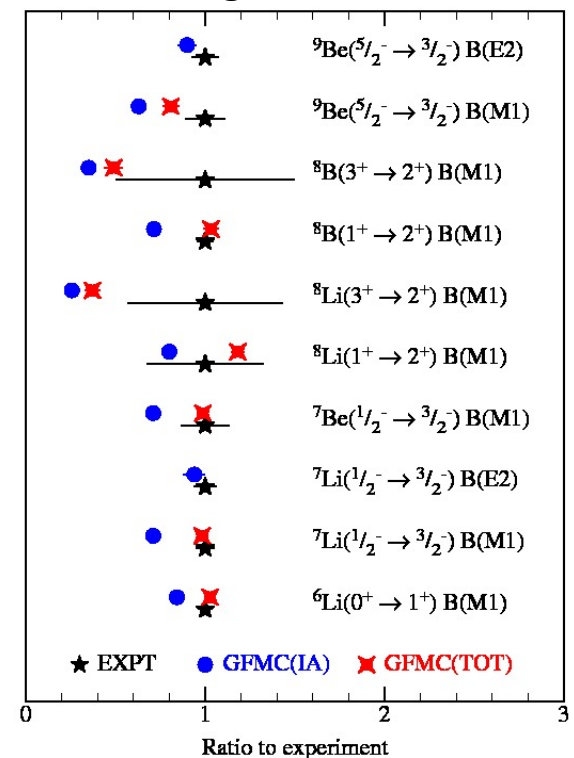 ⁹Be(⁵/₂⁻ → ³/₂⁻) B(E2)
⁹Be(⁵/₂⁻ → ³/₂⁻) B(M1)
⁸B(3⁺ → 2⁺) B(M1)
⁸B(1⁺ → 2⁺) B(M1)
⁸Li(3⁺ → 2⁺) B(M1)
⁸Li(1⁺ → 2⁺) B(M1)
⁷Be(¹/₂⁻ → ³/₂⁻) B(M1)
⁷Li(¹/₂⁻ → ³/₂⁻) B(E2)
⁷Li(¹/₂⁻ → ³/₂⁻) B(M1)
⁶Li(0⁺ → 1⁺) B(M1)
EXPT GFMC(IA) GFMC(TOT)
0 1 2 3
Ratio to experiment